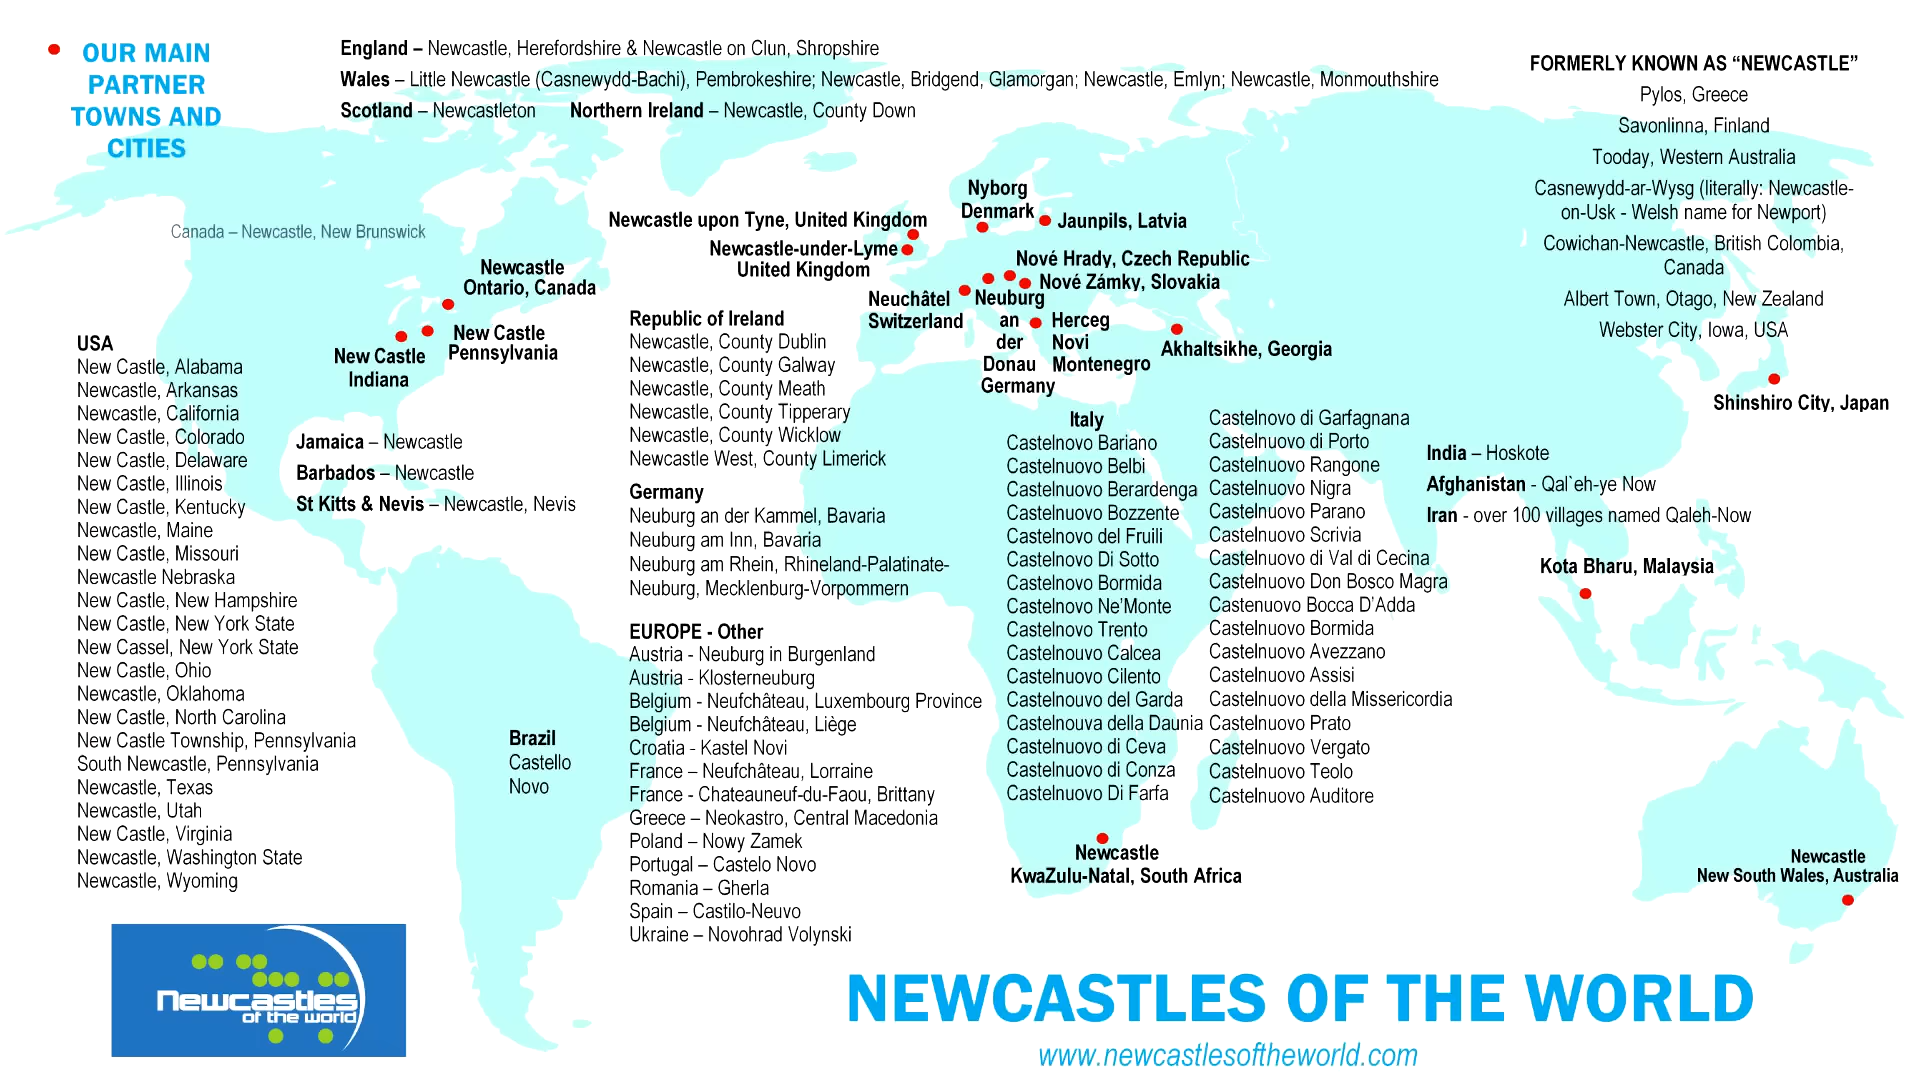 OUR MAIN
PARTNER
TOWNS AND
CITIES
England – Newcastle, Herefordshire & Newcastle on Clun, Shropshire
Wales – Little Newcastle (Casnewydd-Bachi), Pembrokeshire; Newcastle, Bridgend, Glamorgan; Newcastle, Emlyn; Newcastle, Monmouthshire
Scotland – Newcastleton Northern Ireland – Newcastle, County Down
FORMERLY KNOWN AS “NEWCASTLE”
Pylos, Greece
Savonlinna, Finland
Tooday, Western Australia
Casnewydd-ar-Wysg (literally: Newcastle-
on-Usk - Welsh name for Newport)
Cowichan-Newcastle, British Colombia,
Canada
Albert Town, Otago, New Zealand
Webster City, Iowa, USA
Canada – Newcastle, New Brunswick
Newcastle
Ontario, Canada
New Castle
Pennsylvania
New Castle
Indiana
Newcastle upon Tyne, United Kingdom
Newcastle-under-Lyme
United Kingdom
Nyborg
Denmark
Jaunpils, Latvia
Nové Hrady, Czech Republic
Nové Zámky, Slovakia
Neuchâtel
Switzerland
Neuburg
an
der
Donau
Germany
Herceg
Novi
Montenegro
Akhaltsikhe, Georgia
Shinshiro City, Japan
USA
New Castle, Alabama
Newcastle, Arkansas
Newcastle, California
New Castle, Colorado
New Castle, Delaware
New Castle, Illinois
New Castle, Kentucky
Newcastle, Maine
New Castle, Missouri
Newcastle Nebraska
New Castle, New Hampshire
New Castle, New York State
New Cassel, New York State
New Castle, Ohio
Newcastle, Oklahoma
New Castle, North Carolina
New Castle Township, Pennsylvania
South Newcastle, Pennsylvania
Newcastle, Texas
Newcastle, Utah
New Castle, Virginia
Newcastle, Washington State
Newcastle, Wyoming
Jamaica – Newcastle
Barbados – Newcastle
St Kitts & Nevis – Newcastle, Nevis
Brazil
Castello
Novo
Republic of Ireland
Newcastle, County Dublin
Newcastle, County Galway
Newcastle, County Meath
Newcastle, County Tipperary
Newcastle, County Wicklow
Newcastle West, County Limerick
Germany
Neuburg an der Kammel, Bavaria
Neuburg am Inn, Bavaria
Neuburg am Rhein, Rhineland-Palatinate-
Neuburg, Mecklenburg-Vorpommern
EUROPE - Other
Austria - Neuburg in Burgenland
Austria - Klosterneuburg
Belgium - Neufchâteau, Luxembourg Province
Belgium - Neufchâteau, Liège
Croatia - Kastel Novi
France – Neufchâteau, Lorraine
France - Chateauneuf-du-Faou, Brittany
Greece – Neokastro, Central Macedonia
Poland – Nowy Zamek
Portugal – Castelo Novo
Romania – Gherla
Spain – Castilo-Neuvo
Ukraine – Novohrad Volynski
Italy
Castelnovo Bariano
Castelnuovo Belbi
Castelnuovo Berardenga
Castelnuovo Bozzente
Castelnovo del Fruili
Castelnovo Di Sotto
Castelnovo Bormida
Castelnovo Ne’Monte
Castelnovo Trento
Castelnouvo Calcea
Castelnuovo Cilento
Castelnouvo del Garda
Castelnouva della Daunia
Castelnuovo di Ceva
Castelnuovo di Conza
Castelnuovo Di Farfa
Castelnovo di Garfagnana
Castelnuovo di Porto
Castelnuovo Rangone
Castelnuovo Nigra
Castelnuovo Parano
Castelnuovo Scrivia
Castelnuovo di Val di Cecina
Castelnuovo Don Bosco Magra
Castenuovo Bocca D’Adda
Castelnuovo Bormida
Castelnuovo Avezzano
Castelnuovo Assisi
Castelnuovo della Missericordia
Castelnuovo Prato
Castelnuovo Vergato
Castelnuovo Teolo
Castelnuovo Auditore
India – Hoskote
Afghanistan - Qal`eh-ye Now
Iran - over 100 villages named Qaleh-Now
Kota Bharu, Malaysia
Newcastle
KwaZulu-Natal, South Africa
Newcastle
New South Wales, Australia
Newcastles
of the world
NEWCASTLES OF THE WORLD
www.newcastlesoftheworld.com